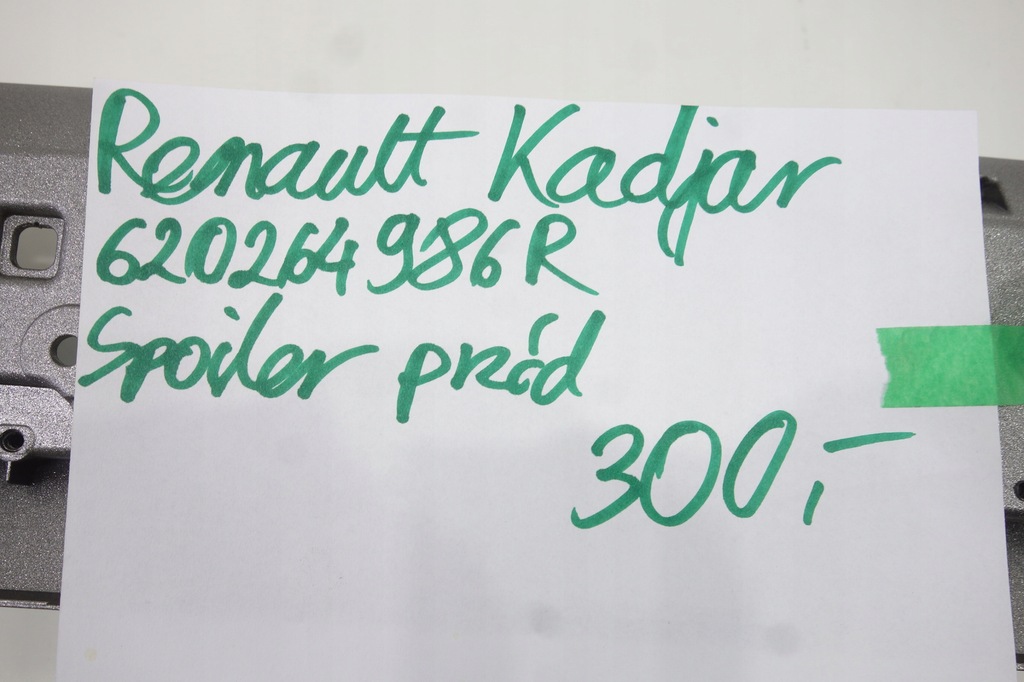 Renault Kadjar
620264986R
Spoiler przód
300,-